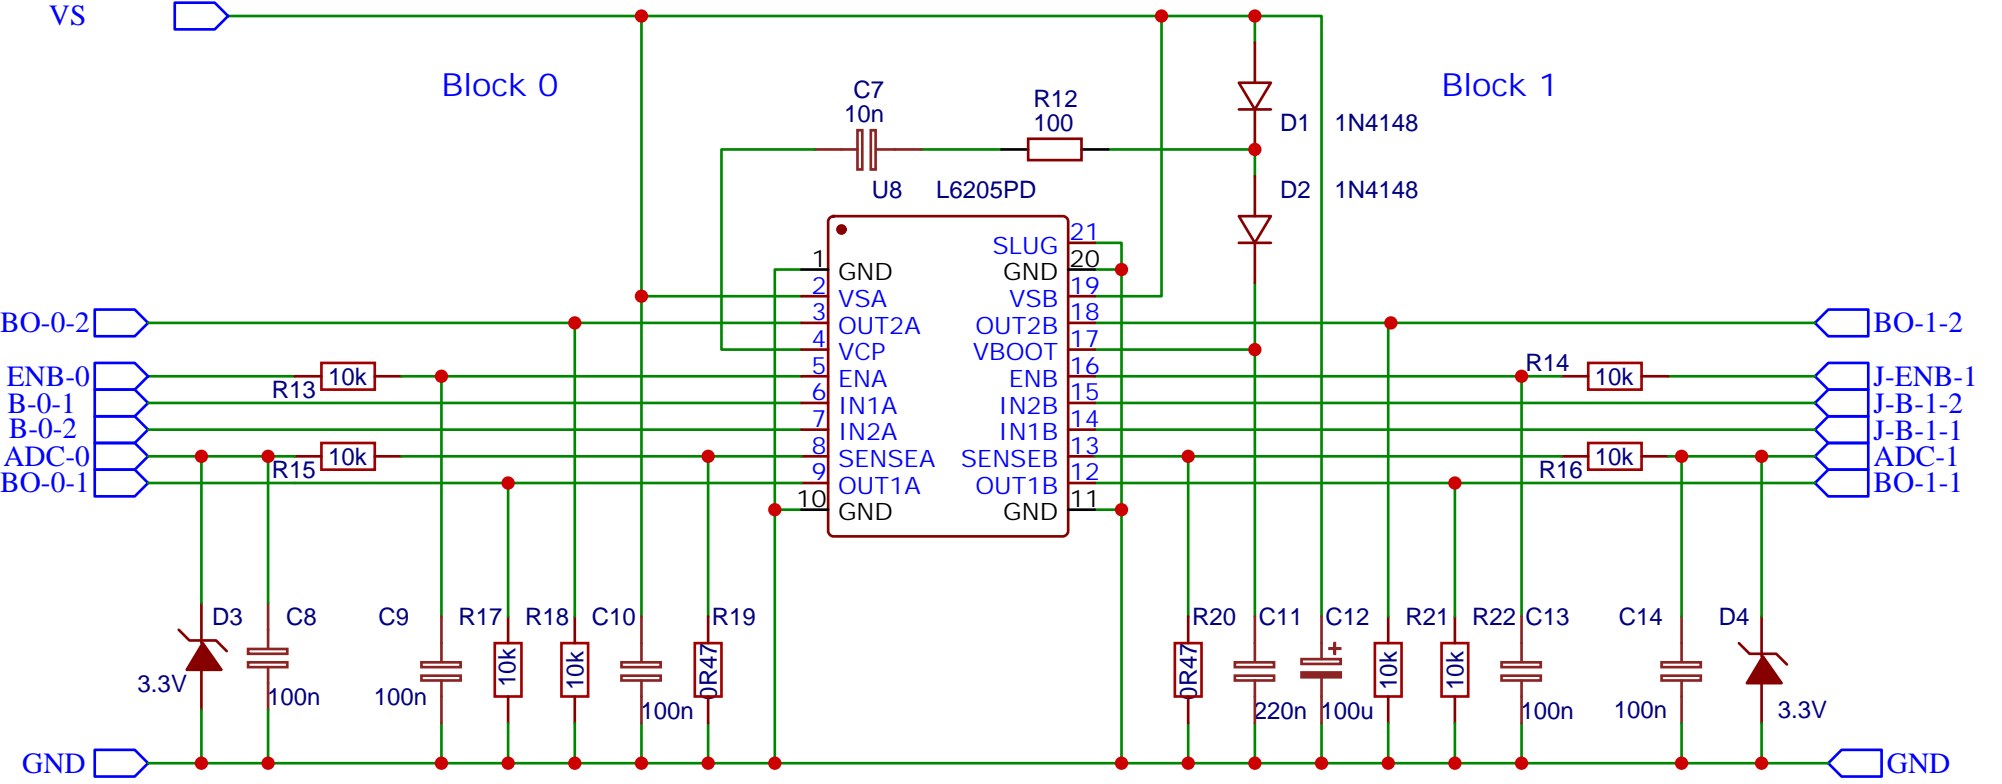 VS
Block 0
Block 1
C7
10n
R12
100
D1 1N4148
U8 L6205PD
D2 1N4148
1 GND
2 VSA
3 OUT2A
4 VCP
5 ENA
6 IN1A
7 IN2A
8 SENSEA
9 OUT1A
10 GND
SLUG 21
GND 20
VSB 19
OUT2B 18
VBOOT 17
ENB 16
IN2B 15
IN1B 14
SENSEB 13
OUT1B 12
GND 11
BO-0-2
ENB-0
R13 10k
B-0-1
B-0-2
ADC-0
R15 10k
BO-0-1
BO-1-2
R14 10k
J-ENB-1
J-B-1-2
J-B-1-1
ADC-1
R16 10k
BO-1-1
D3
3.3V
C8
100n
C9
100n
R17
10k
R18
10k
C10
100n
R19
0R47
R20
0R47
C11
220n
C12
+
100u
R21
10k
R22
10k
C13
100n
C14
100n
D4
3.3V
GND
GND